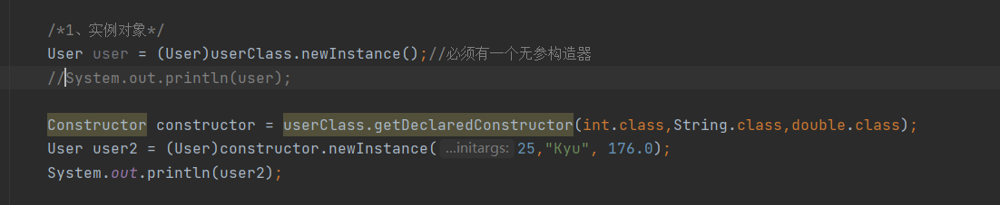 /*1、实例对象*/
User user = (User)userClass.newInstance();//必须有一个无参构造器
//System.out.println(user);
Constructor constructor = userClass.getDeclaredConstructor(int.class,String.class,double.class);
User user2 = (User)constructor.newInstance( ...initargs: 25,"Kyu", 176.0);
System.out.println(user2);